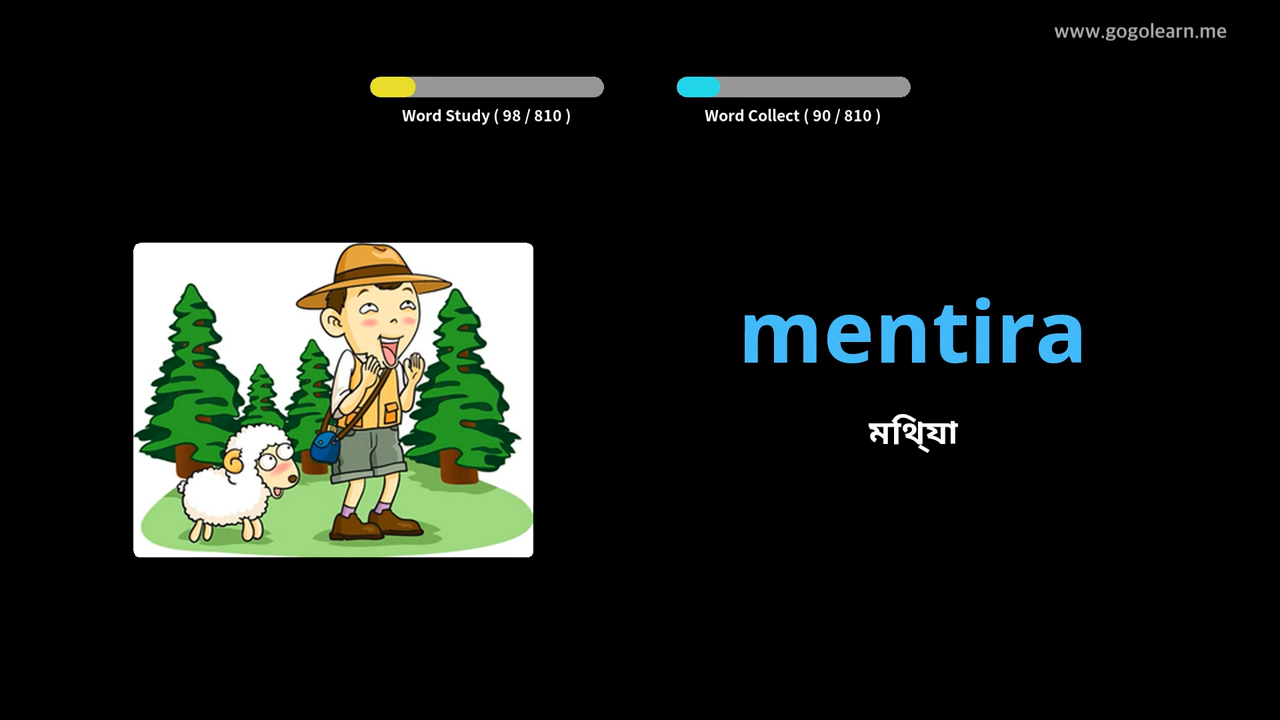 www.gogolearn.me
Word Study ( 98 / 810 )
Word Collect ( 90 / 810 )
mentira
মিথ্যা